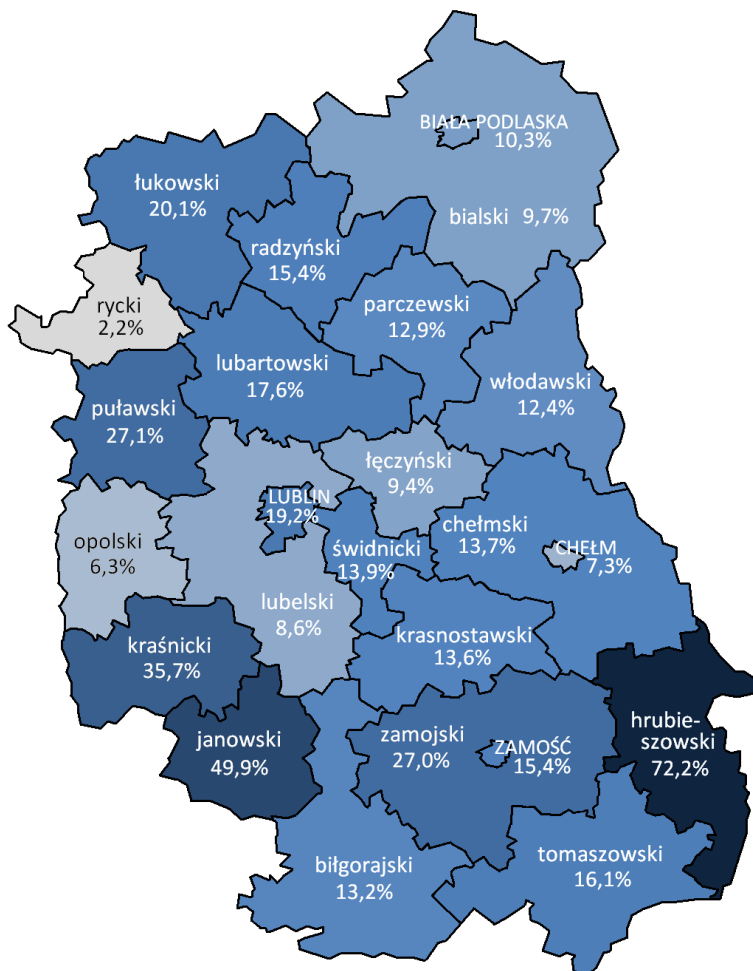 BIAŁA PODLASKA
10,3%
łukowski
20,1%
bialski 9,7%
radzyński
15,4%
rycki
2,2%
parczewski
12,9%
lubartowski
17,6%
włodawski
12,4%
puławski
27,1%
łęczyński
9,4%
LUBLIN
19,2%
chełmski
13,7%
opolski
6,3%
świdnicki
13,9%
CHEŁM
7,3%
lubelski
8,6%
kraśnicki
35,7%
krasnostawski
13,6%
janowski
49,9%
zamojski
27,0%
ZAMOŚĆ
15,4%
hrubie-
szowski
72,2%
biłgorajski
13,2%
tomaszowski
16,1%